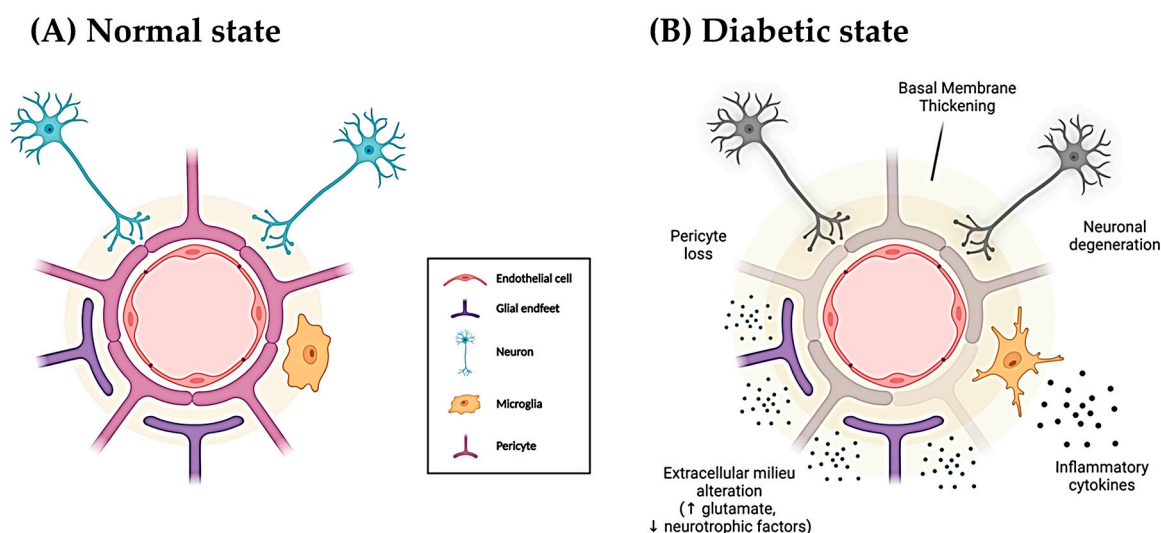 (A) Normal state
(B) Diabetic state
Endothelial cell
Glial endfeet
Neuron
Microglia
Pericyte
Basal Membrane
Thickening
Pericyte
loss
Neuronal
degeneration
Extracellular milieu
alteration
(↑ glutamate,
↓ neurotrophic factors)
Inflammatory
cytokines